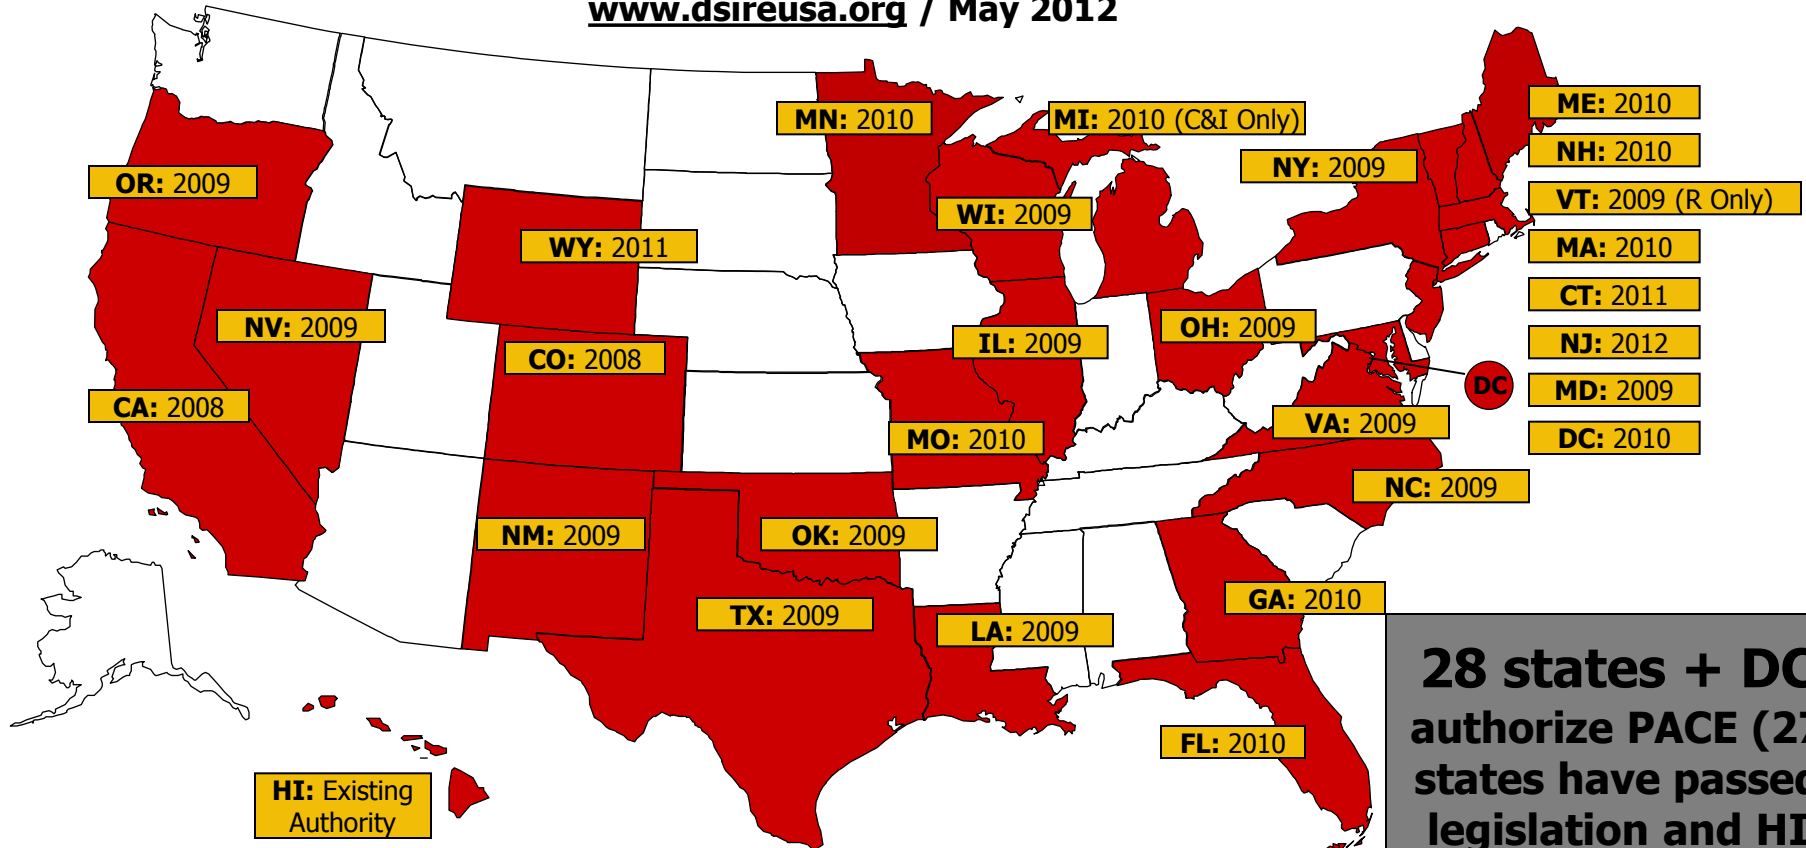 www.dsireusa.org / May 2012
MN: 2010
MI: 2010 (C&I Only)
ME: 2010
NH: 2010
NY: 2009
OR: 2009
VT: 2009 (R Only)
WI: 2009
WY: 2011
MA: 2010
CT: 2011
NV: 2009
OH: 2009
IL: 2009
NJ: 2012
CO: 2008
DC
MD: 2009
CA: 2008
VA: 2009
MO: 2010
DC: 2010
NC: 2009
NM: 2009
OK: 2009
GA: 2010
TX: 2009
LA: 2009
FL: 2010
HI: Existing
Authority
28 states + DC
authorize PACE (27
states have passed
legislation and HI